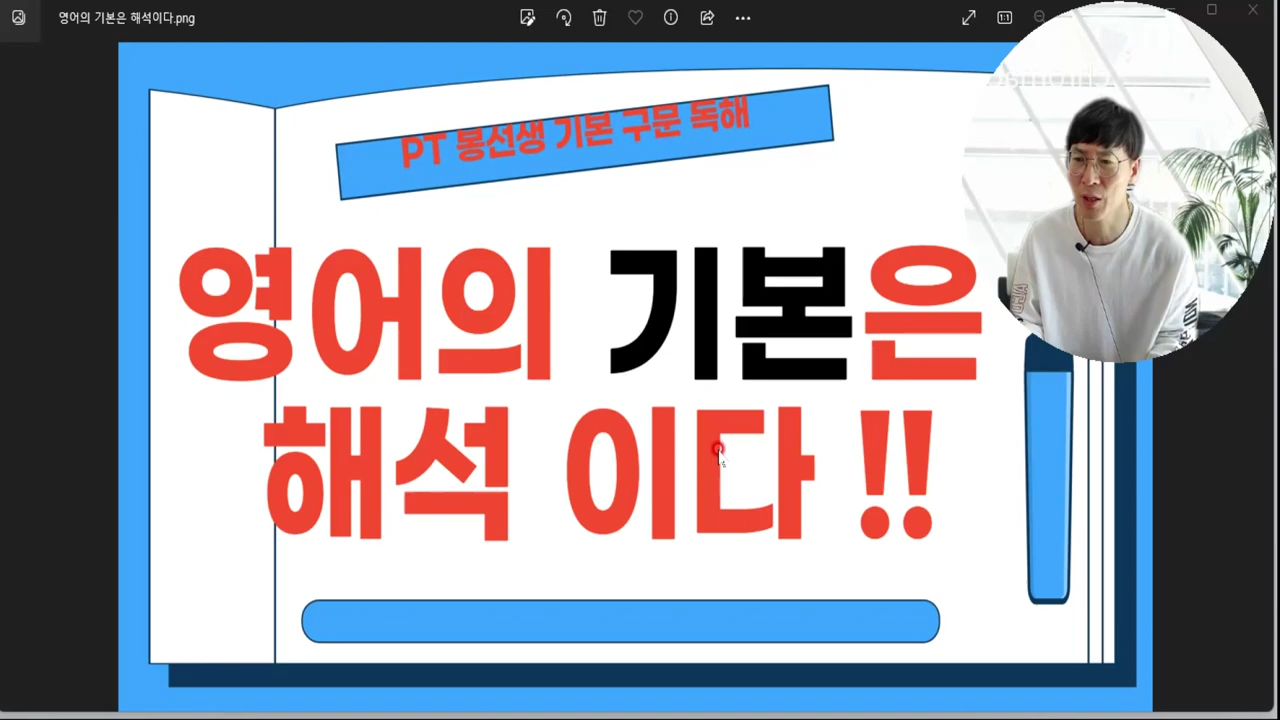 영어의 기본은 해석이다.png
PT 봉선생 기본 구문 독해
영어의 기본은
해석 이다 !!